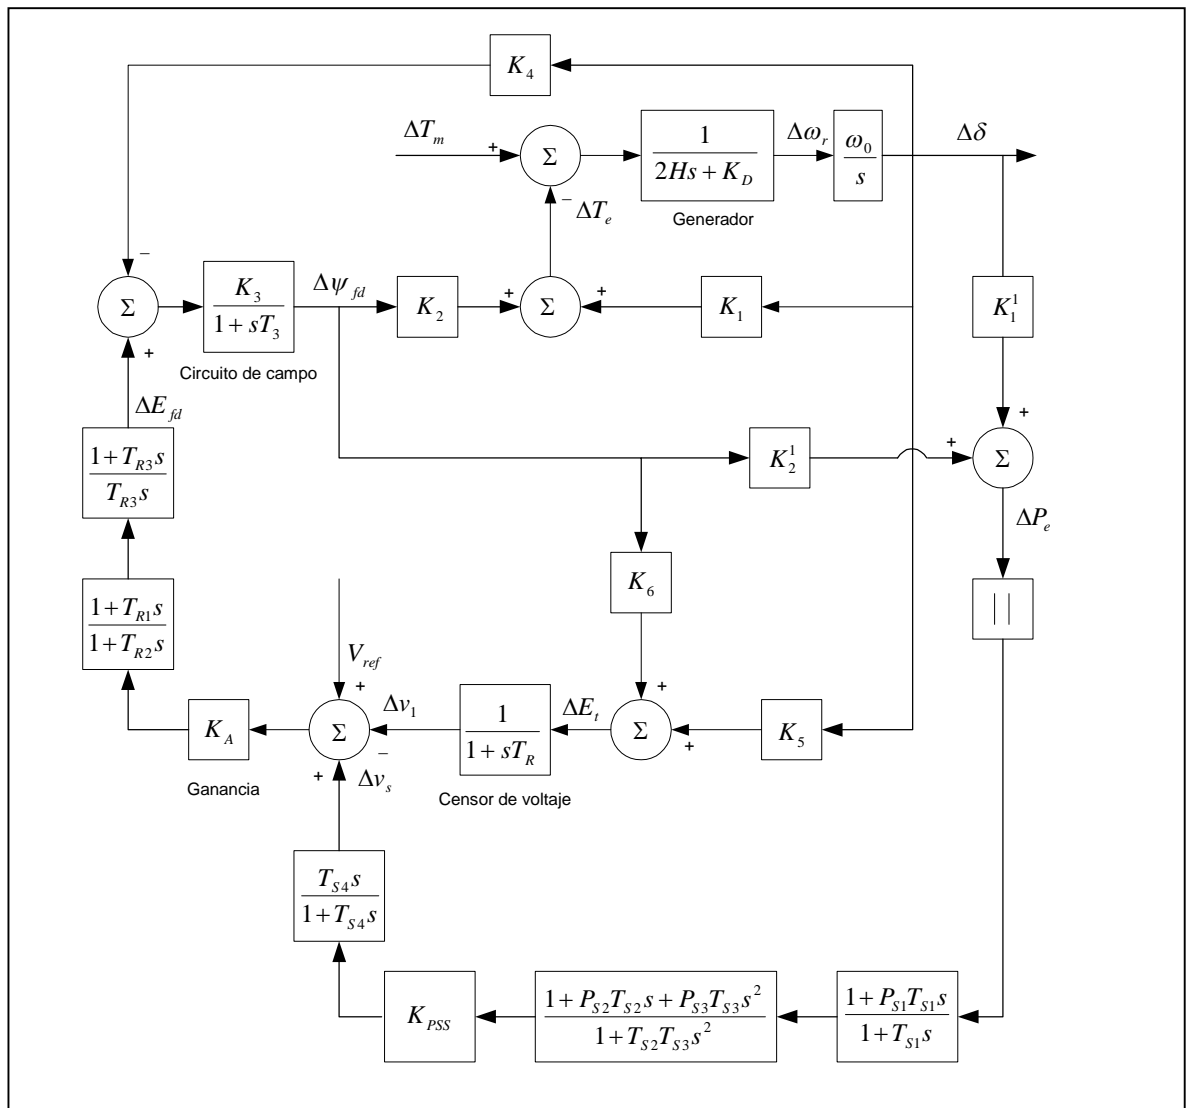 K_4
ΔT_m
+
Σ
1 / (2Hs + K_D)
Δω_r
ω_0 / s
Δδ
Generador
−
ΔT_e
−
Σ
K_3 / (1 + sT_3)
Δψ_fd
K_2
+
Σ
+
K_1
K_1^1
+
Circuito de campo
ΔE_fd
+
(1 + T_R3 s) / (T_R3 s)
K_2^1
+
Σ
ΔP_e
K_6
| |
(1 + T_R1 s) / (1 + T_R2 s)
V_ref
+
K_A
Σ
Δv_1
−
1 / (1 + sT_R)
ΔE_t
+
Σ
+
K_5
Ganancia
+
Δv_s
Censor de voltaje
T_S4 s / (1 + T_S4 s)
K_PSS
(1 + P_S2 T_S2 s + P_S3 T_S3 s^2) / (1 + T_S2 T_S3 s^2)
(1 + P_S1 T_S1 s) / (1 + T_S1 s)